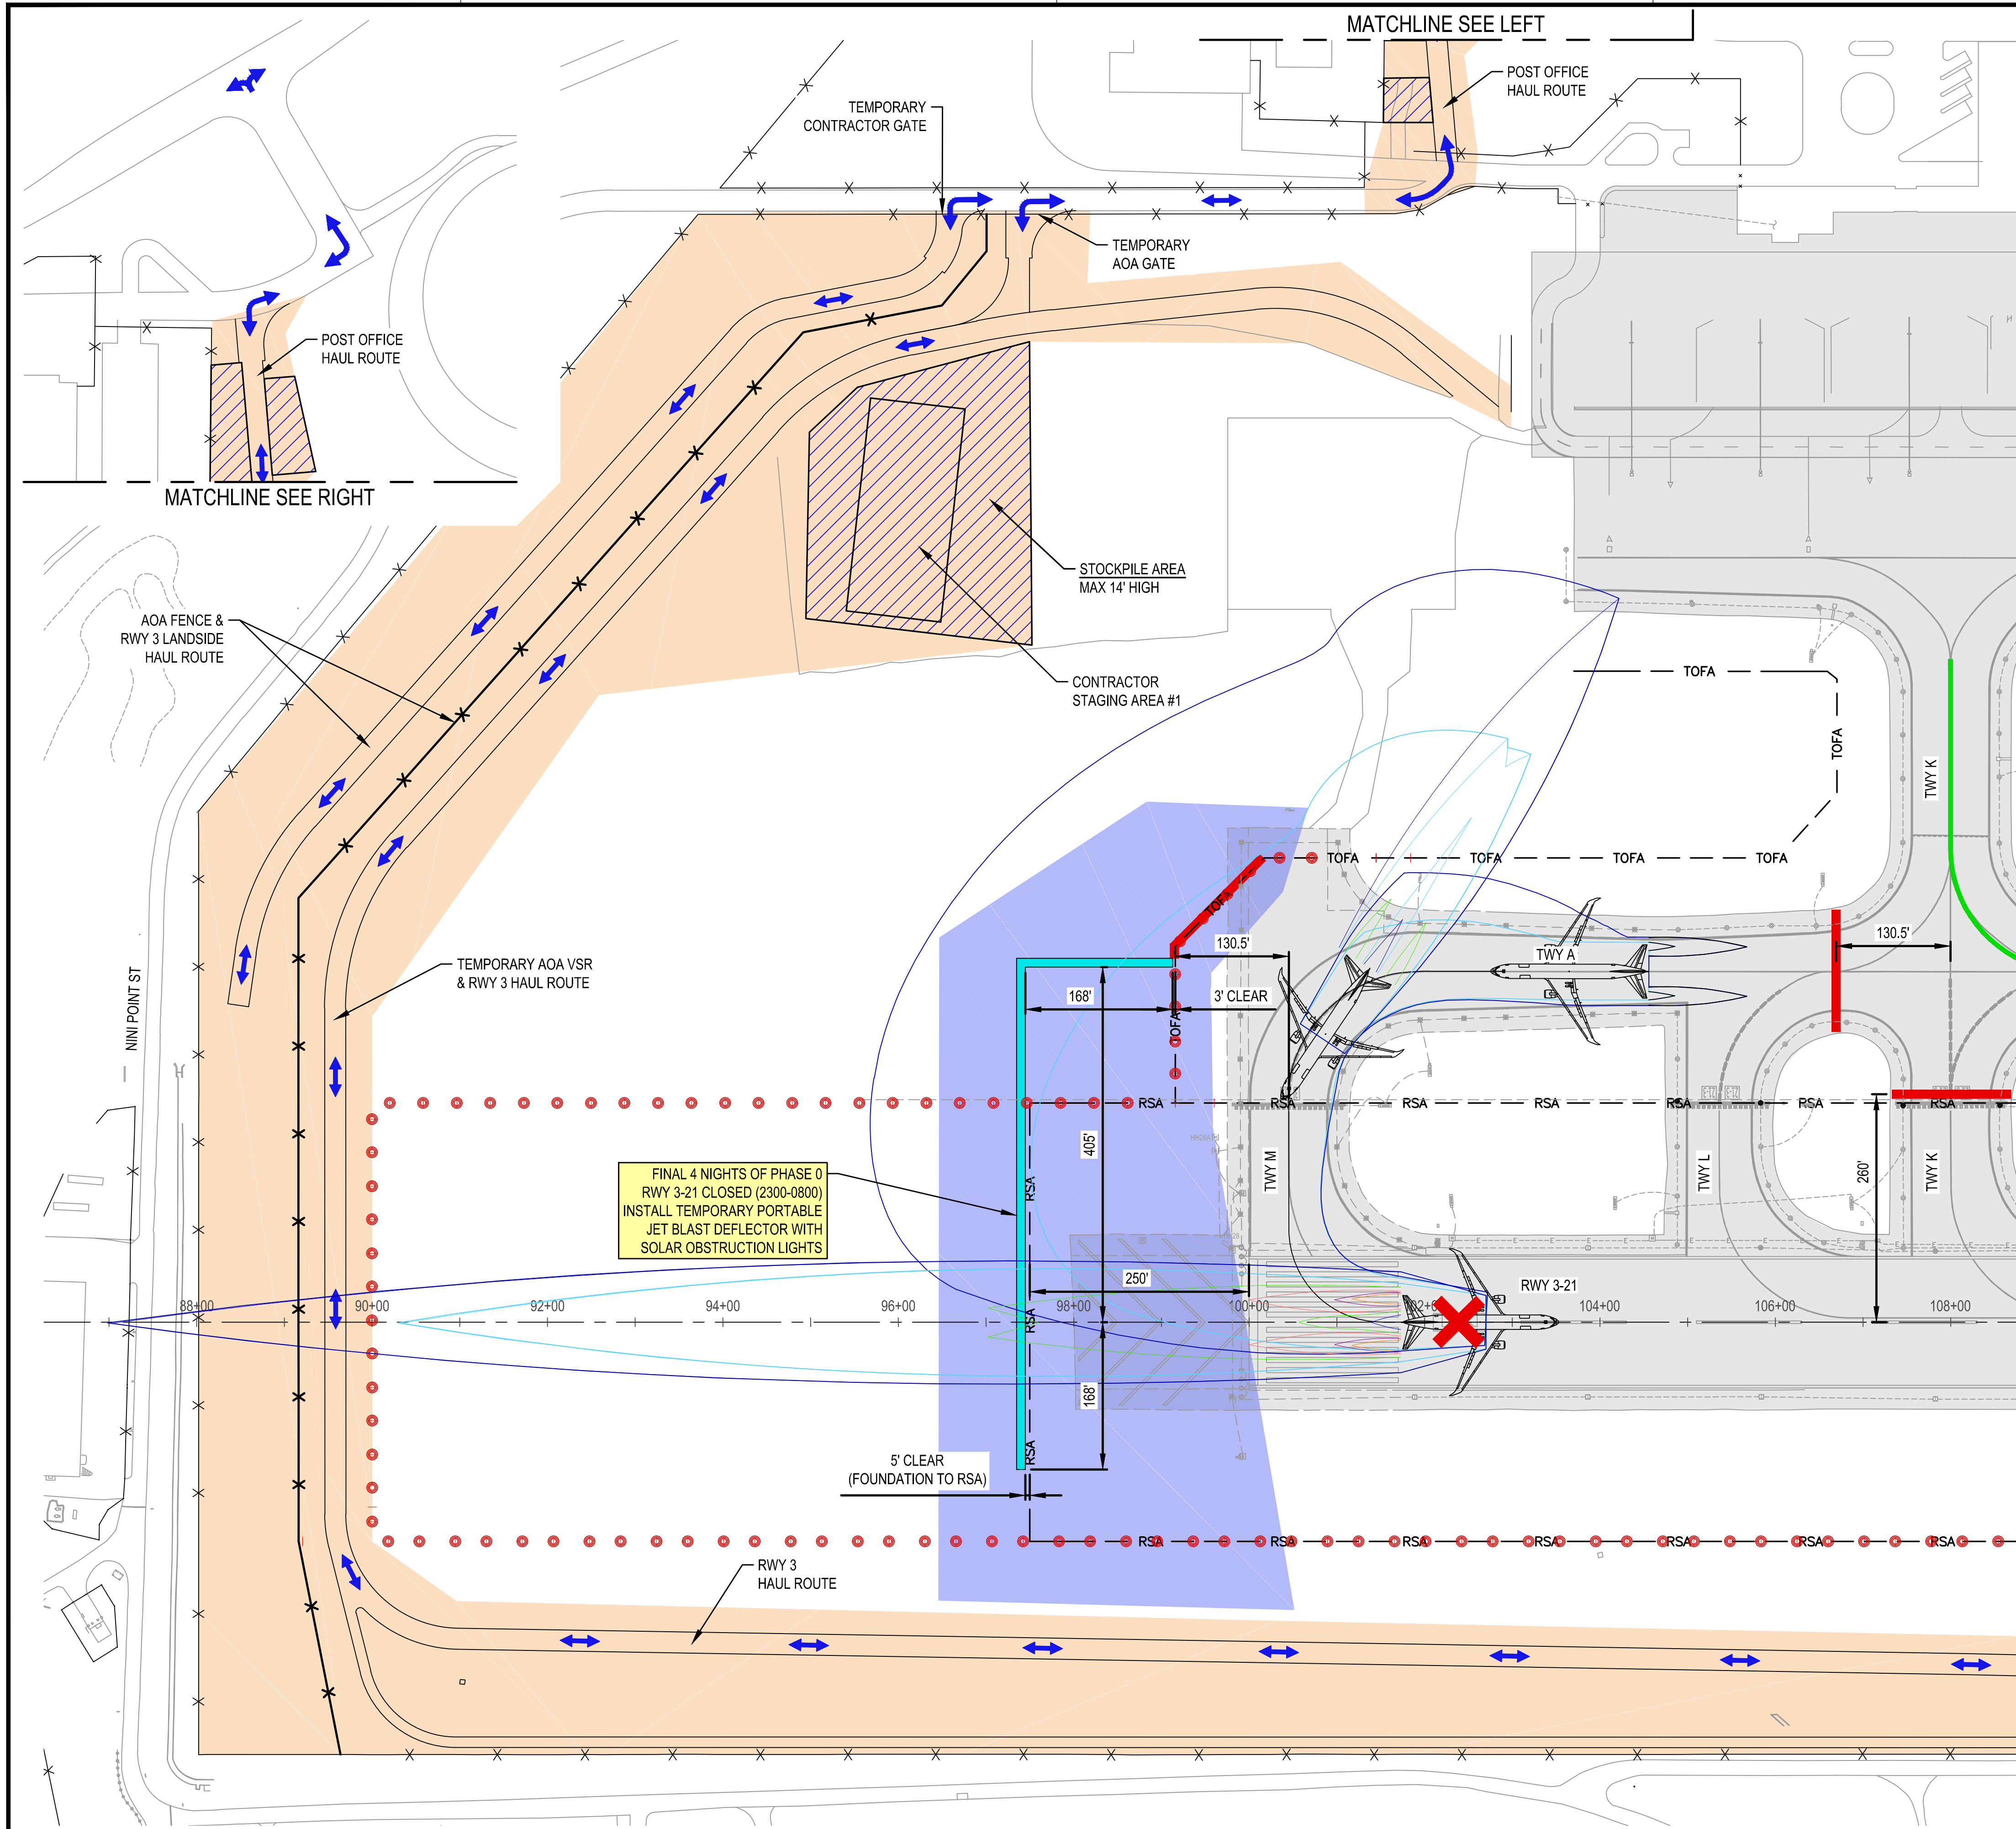 MATCHLINE SEE LEFT
POST OFFICE
HAUL ROUTE
TEMPORARY
CONTRACTOR GATE
TEMPORARY
AOA GATE
POST OFFICE
HAUL ROUTE
MATCHLINE SEE RIGHT
STOCKPILE AREA
MAX 14' HIGH
AOA FENCE &
RWY 3 LANDSIDE
HAUL ROUTE
CONTRACTOR
STAGING AREA #1
TOFA
TOFA
TWY K
TOFA
TOFA
TOFA
TOFA
TOFA
130.5'
130.5'
TWY A
TEMPORARY AOA VSR
& RWY 3 HAUL ROUTE
168'
3' CLEAR
TOFA
NINI POINT ST
RSA
RSA
RSA
RSA
RSA
RSA
RSA
405'
TWY M
TWY L
TWY K
260'
FINAL 4 NIGHTS OF PHASE 0
RWY 3-21 CLOSED (2300-0800)
INSTALL TEMPORARY PORTABLE
JET BLAST DEFLECTOR WITH
SOLAR OBSTRUCTION LIGHTS
RSA
250'
RWY 3-21
88+00
90+00
92+00
94+00
96+00
98+00
100+00
104+00
106+00
108+00
RSA
168'
RSA
5' CLEAR
(FOUNDATION TO RSA)
RSA
RSA
RSA
RSA
RSA
RSA
RSA
RWY 3
HAUL ROUTE